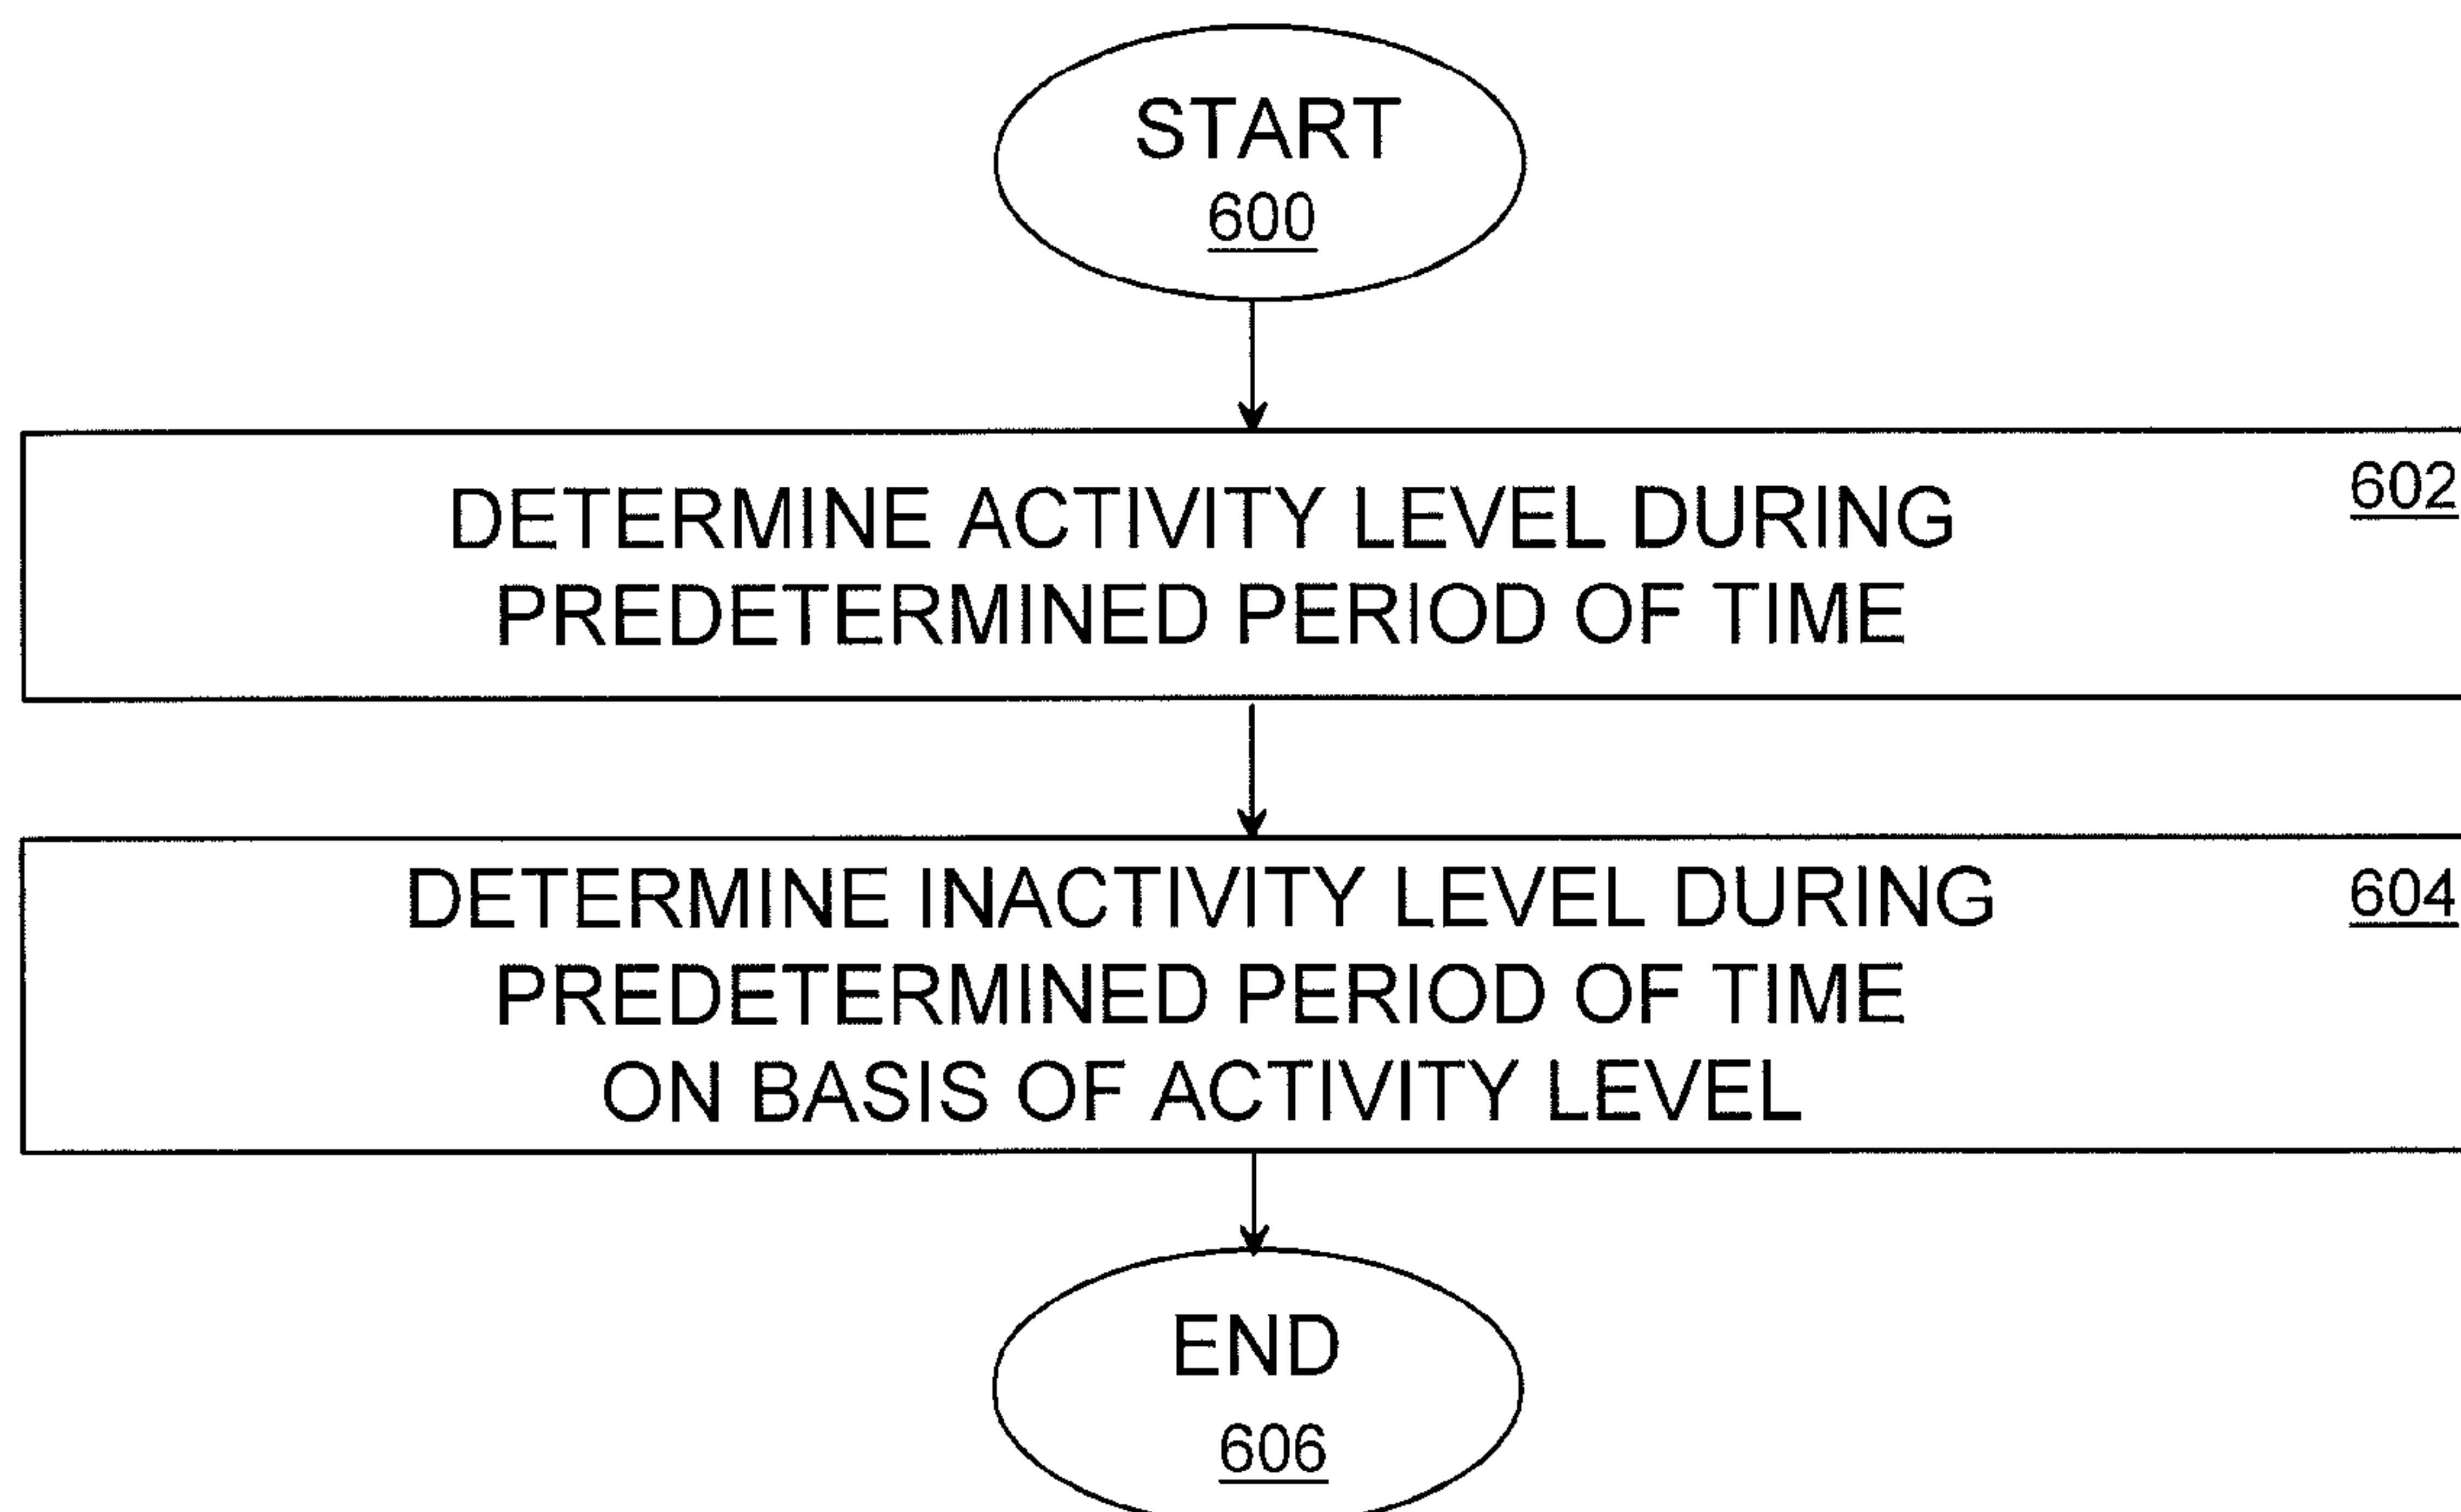 START
600
602
DETERMINE ACTIVITY LEVEL DURING
PREDETERMINED PERIOD OF TIME
604
DETERMINE INACTIVITY LEVEL DURING
PREDETERMINED PERIOD OF TIME
ON BASIS OF ACTIVITY LEVEL
END
606